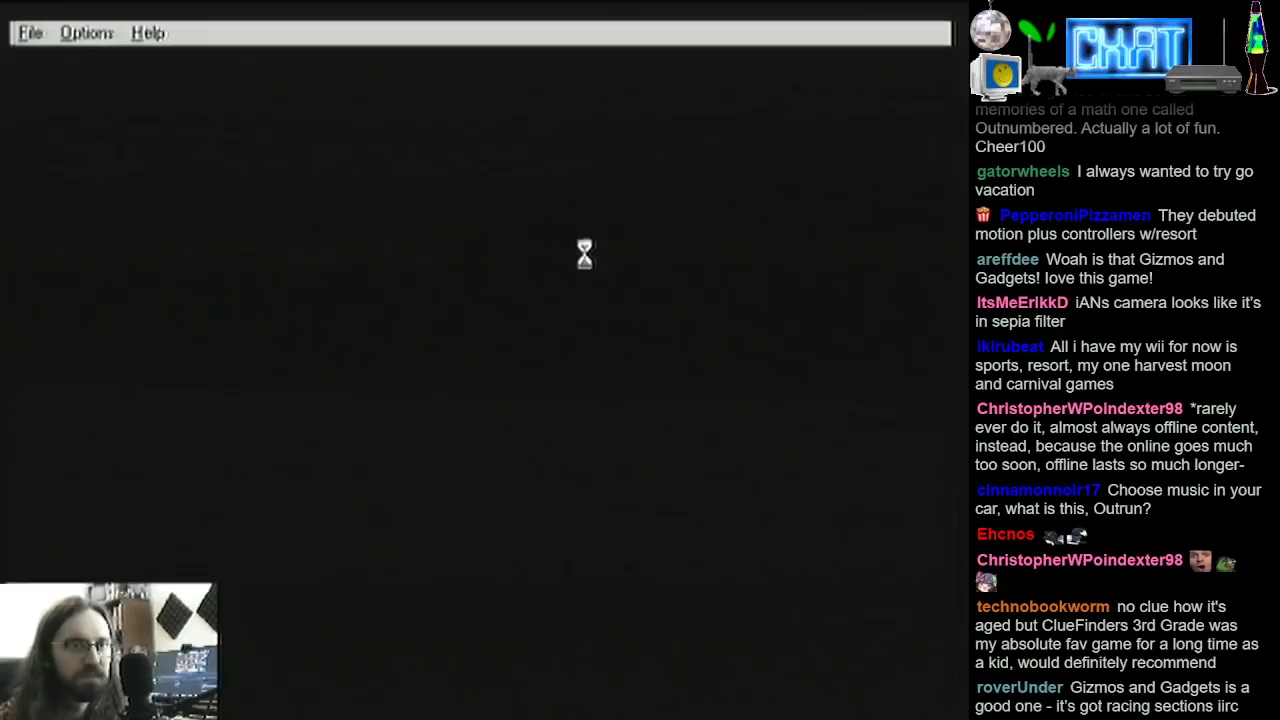 File Options Help
CHAT
memories of a math one called
Outnumbered. Actually a lot of fun.
Cheer100
gatorwheels I always wanted to try go
vacation
PepperoniPizzamen They debuted
motion plus controllers w/resort
areffdee Woah is that Gizmos and
Gadgets! love this game!
ItsMeErikkD iANs camera looks like it's
in sepia filter
ikirubeat All i have my wii for now is
sports, resort, my one harvest moon
and carnival games
ChristopherWPoindexter98 *rarely
ever do it, almost always offline content,
instead, because the online goes much
too soon, offline lasts so much longer-
cinnamonnoir17 Choose music in your
car, what is this, Outrun?
Ehcnos
ChristopherWPoindexter98
technobookworm no clue how it's
aged but ClueFinders 3rd Grade was
my absolute fav game for a long time as
a kid, would definitely recommend
roverUnder Gizmos and Gadgets is a
good one - it's got racing sections iirc